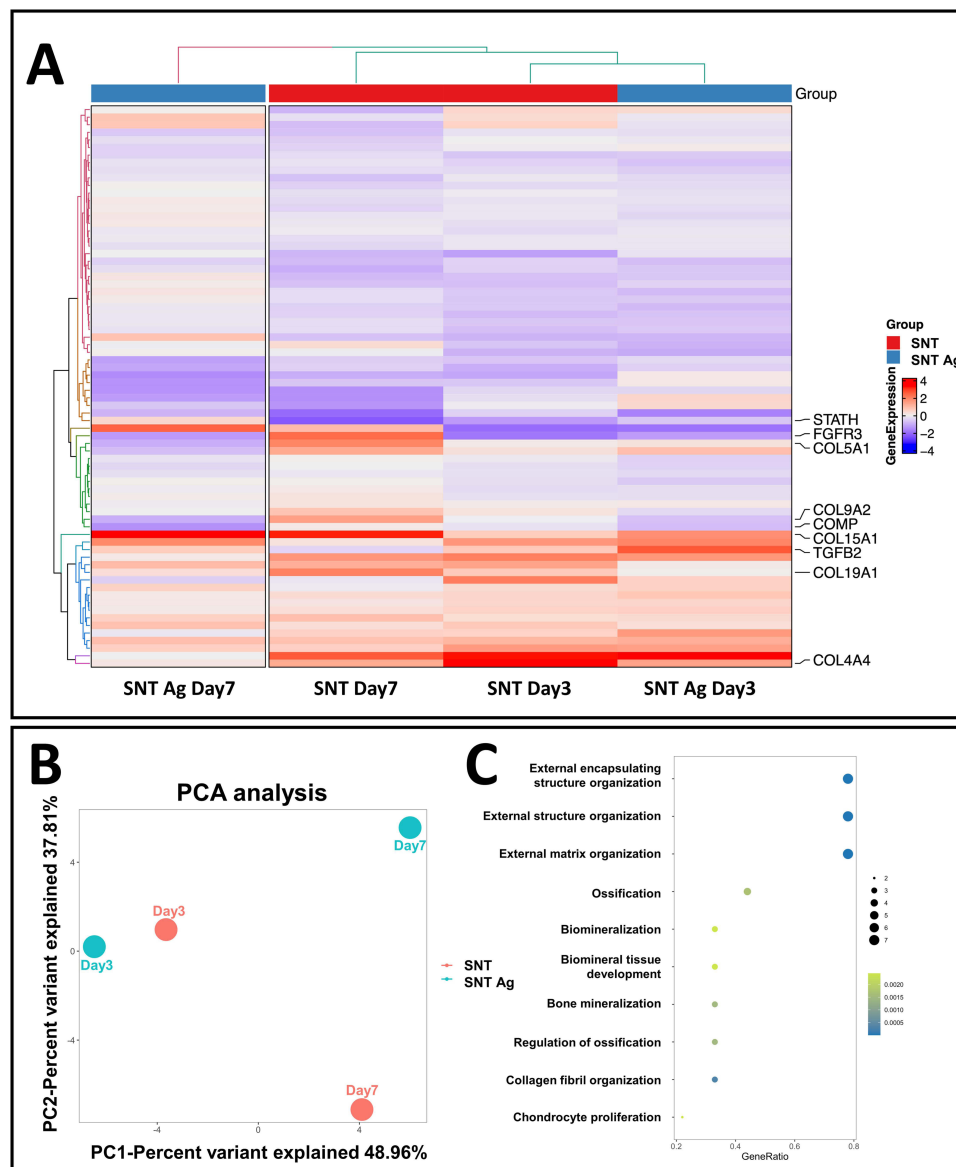 A
Group
Group
SNT
SNT Ag
GeneExpression
4
2
0
-2
-4
STATH
FGFR3
COL5A1
COL9A2
COMP
COL15A1
TGFB2
COL19A1
COL4A4
SNT Ag Day7
SNT Day7
SNT Day3
SNT Ag Day3
B
PCA analysis
PC2-Percent variant explained 37.81%
4
0
-4
Day7
Day3
Day3
Day7
-4
0
4
PC1-Percent variant explained 48.96%
SNT
SNT Ag
C
External encapsulating
structure organization
External structure organization
External matrix organization
Ossification
Biomineralization
Biomineral tissue
development
Bone mineralization
Regulation of ossification
Collagen fibril organization
Chondrocyte proliferation
0.2
0.4
0.6
0.8
GeneRatio
2
3
4
5
6
7
0.0020
0.0015
0.0010
0.0005